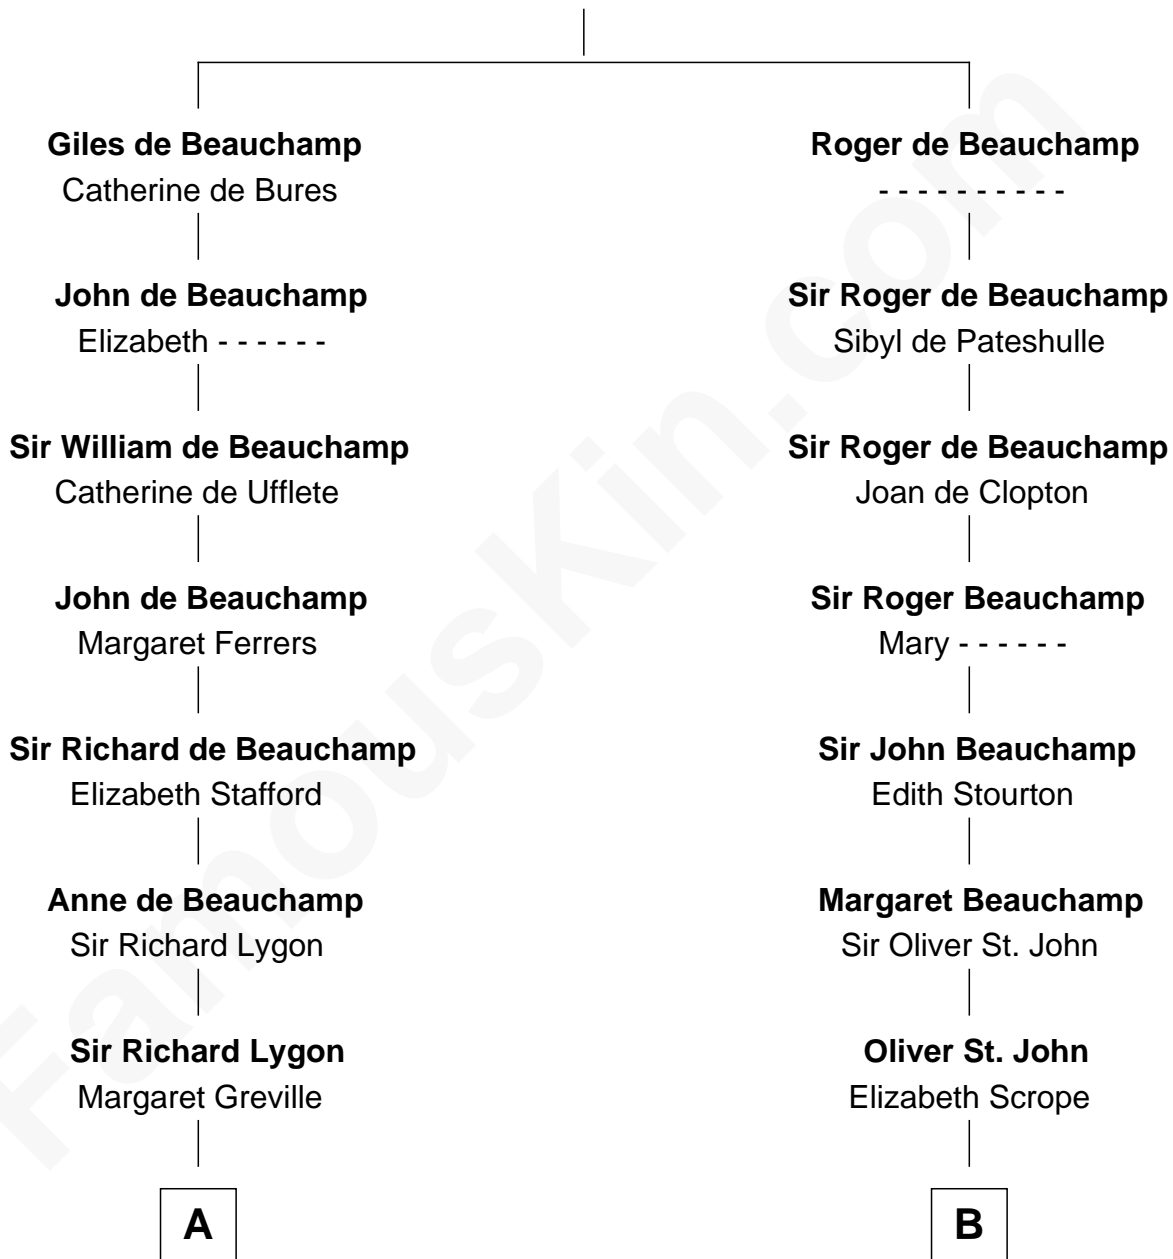 Giles de Beauchamp
Catherine de Bures
John de Beauchamp
Elizabeth - - - - - -
Sir William de Beauchamp
Catherine de Ufflete
John de Beauchamp
Margaret Ferrers
Sir Richard de Beauchamp
Elizabeth Stafford
Anne de Beauchamp
Sir Richard Lygon
Sir Richard Lygon
Margaret Greville
A
Roger de Beauchamp
- - - - - - - - - -
Sir Roger de Beauchamp
Sibyl de Pateshulle
Sir Roger de Beauchamp
Joan de Clopton
Sir Roger Beauchamp
Mary - - - - - -
Sir John Beauchamp
Edith Stourton
Margaret Beauchamp
Sir Oliver St. John
Oliver St. John
Elizabeth Scrope
B
FamousKin.com